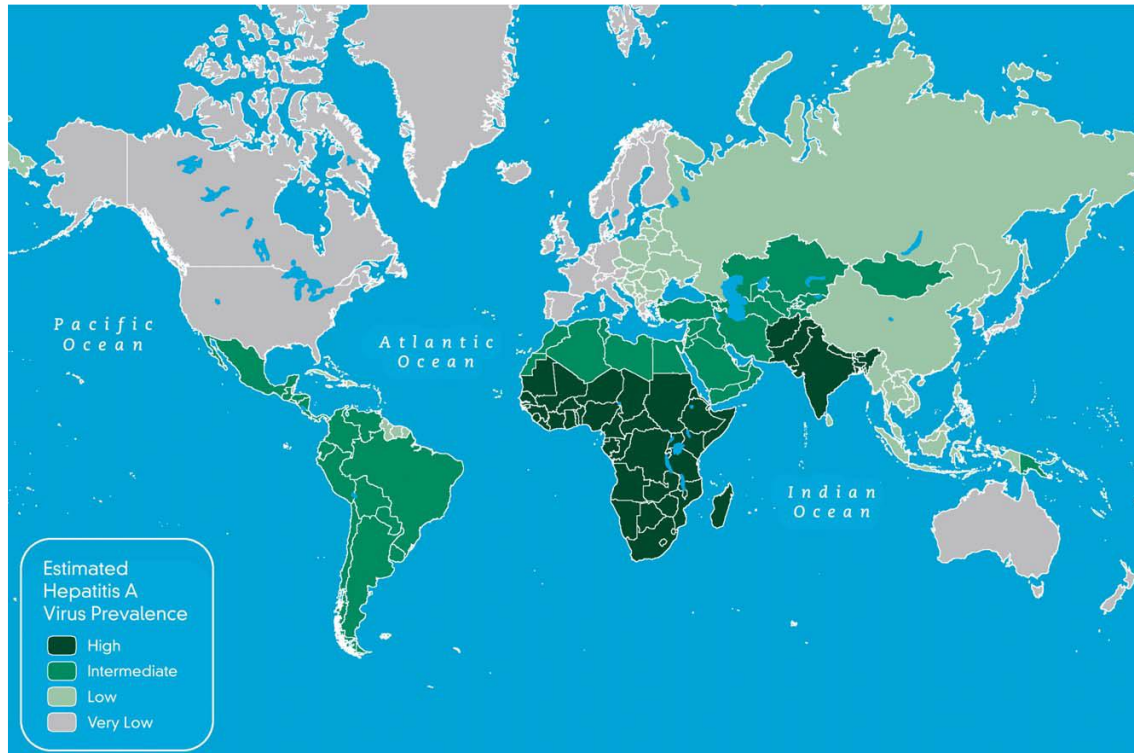 Pacific
Ocean
Atlantic
Ocean
Indian
Ocean
Estimated
Hepatitis A
Virus Prevalence
High
Intermediate
Low
Very Low